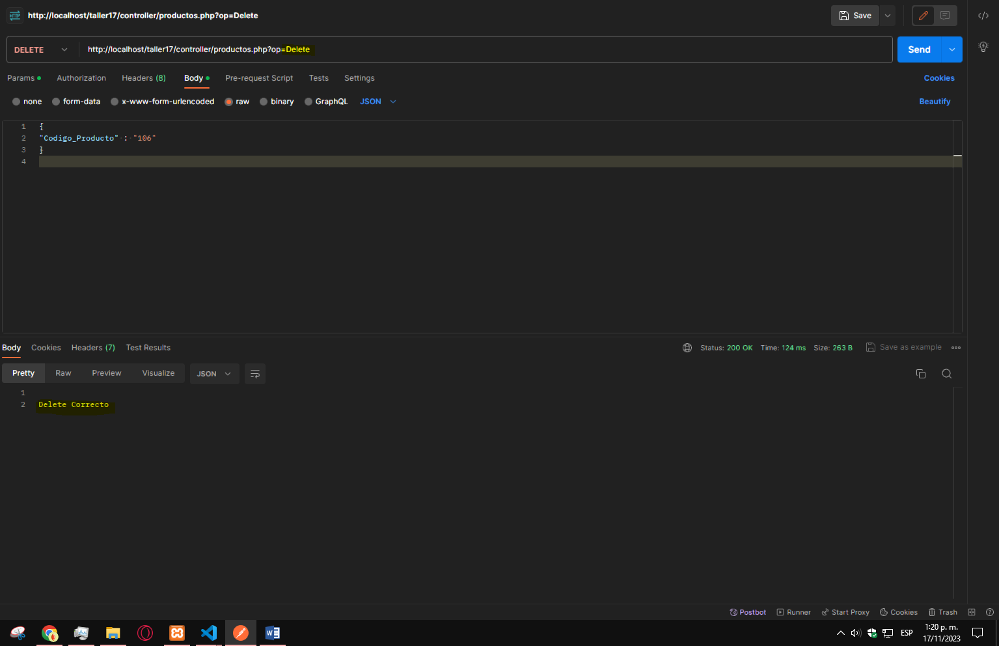 HTTP http://localhost/taller17/controller/productos.php?op=Delete Save
DELETE http://localhost/taller17/controller/productos.php?op=Delete Send
Params Authorization Headers (8) Body Pre-request Script Tests Settings Cookies
none form-data x-www-form-urlencoded raw binary GraphQL JSON Beautify
1 {
2 "Codigo_Producto" : "106"
3 }
4
Body Cookies Headers (7) Test Results Status: 200 OK Time: 124 ms Size: 263 B Save as example
Pretty Raw Preview Visualize JSON
1
2 Delete Correcto
Postbot Runner Start Proxy Cookies Trash
ESP 1:20 p. m.
17/11/2023